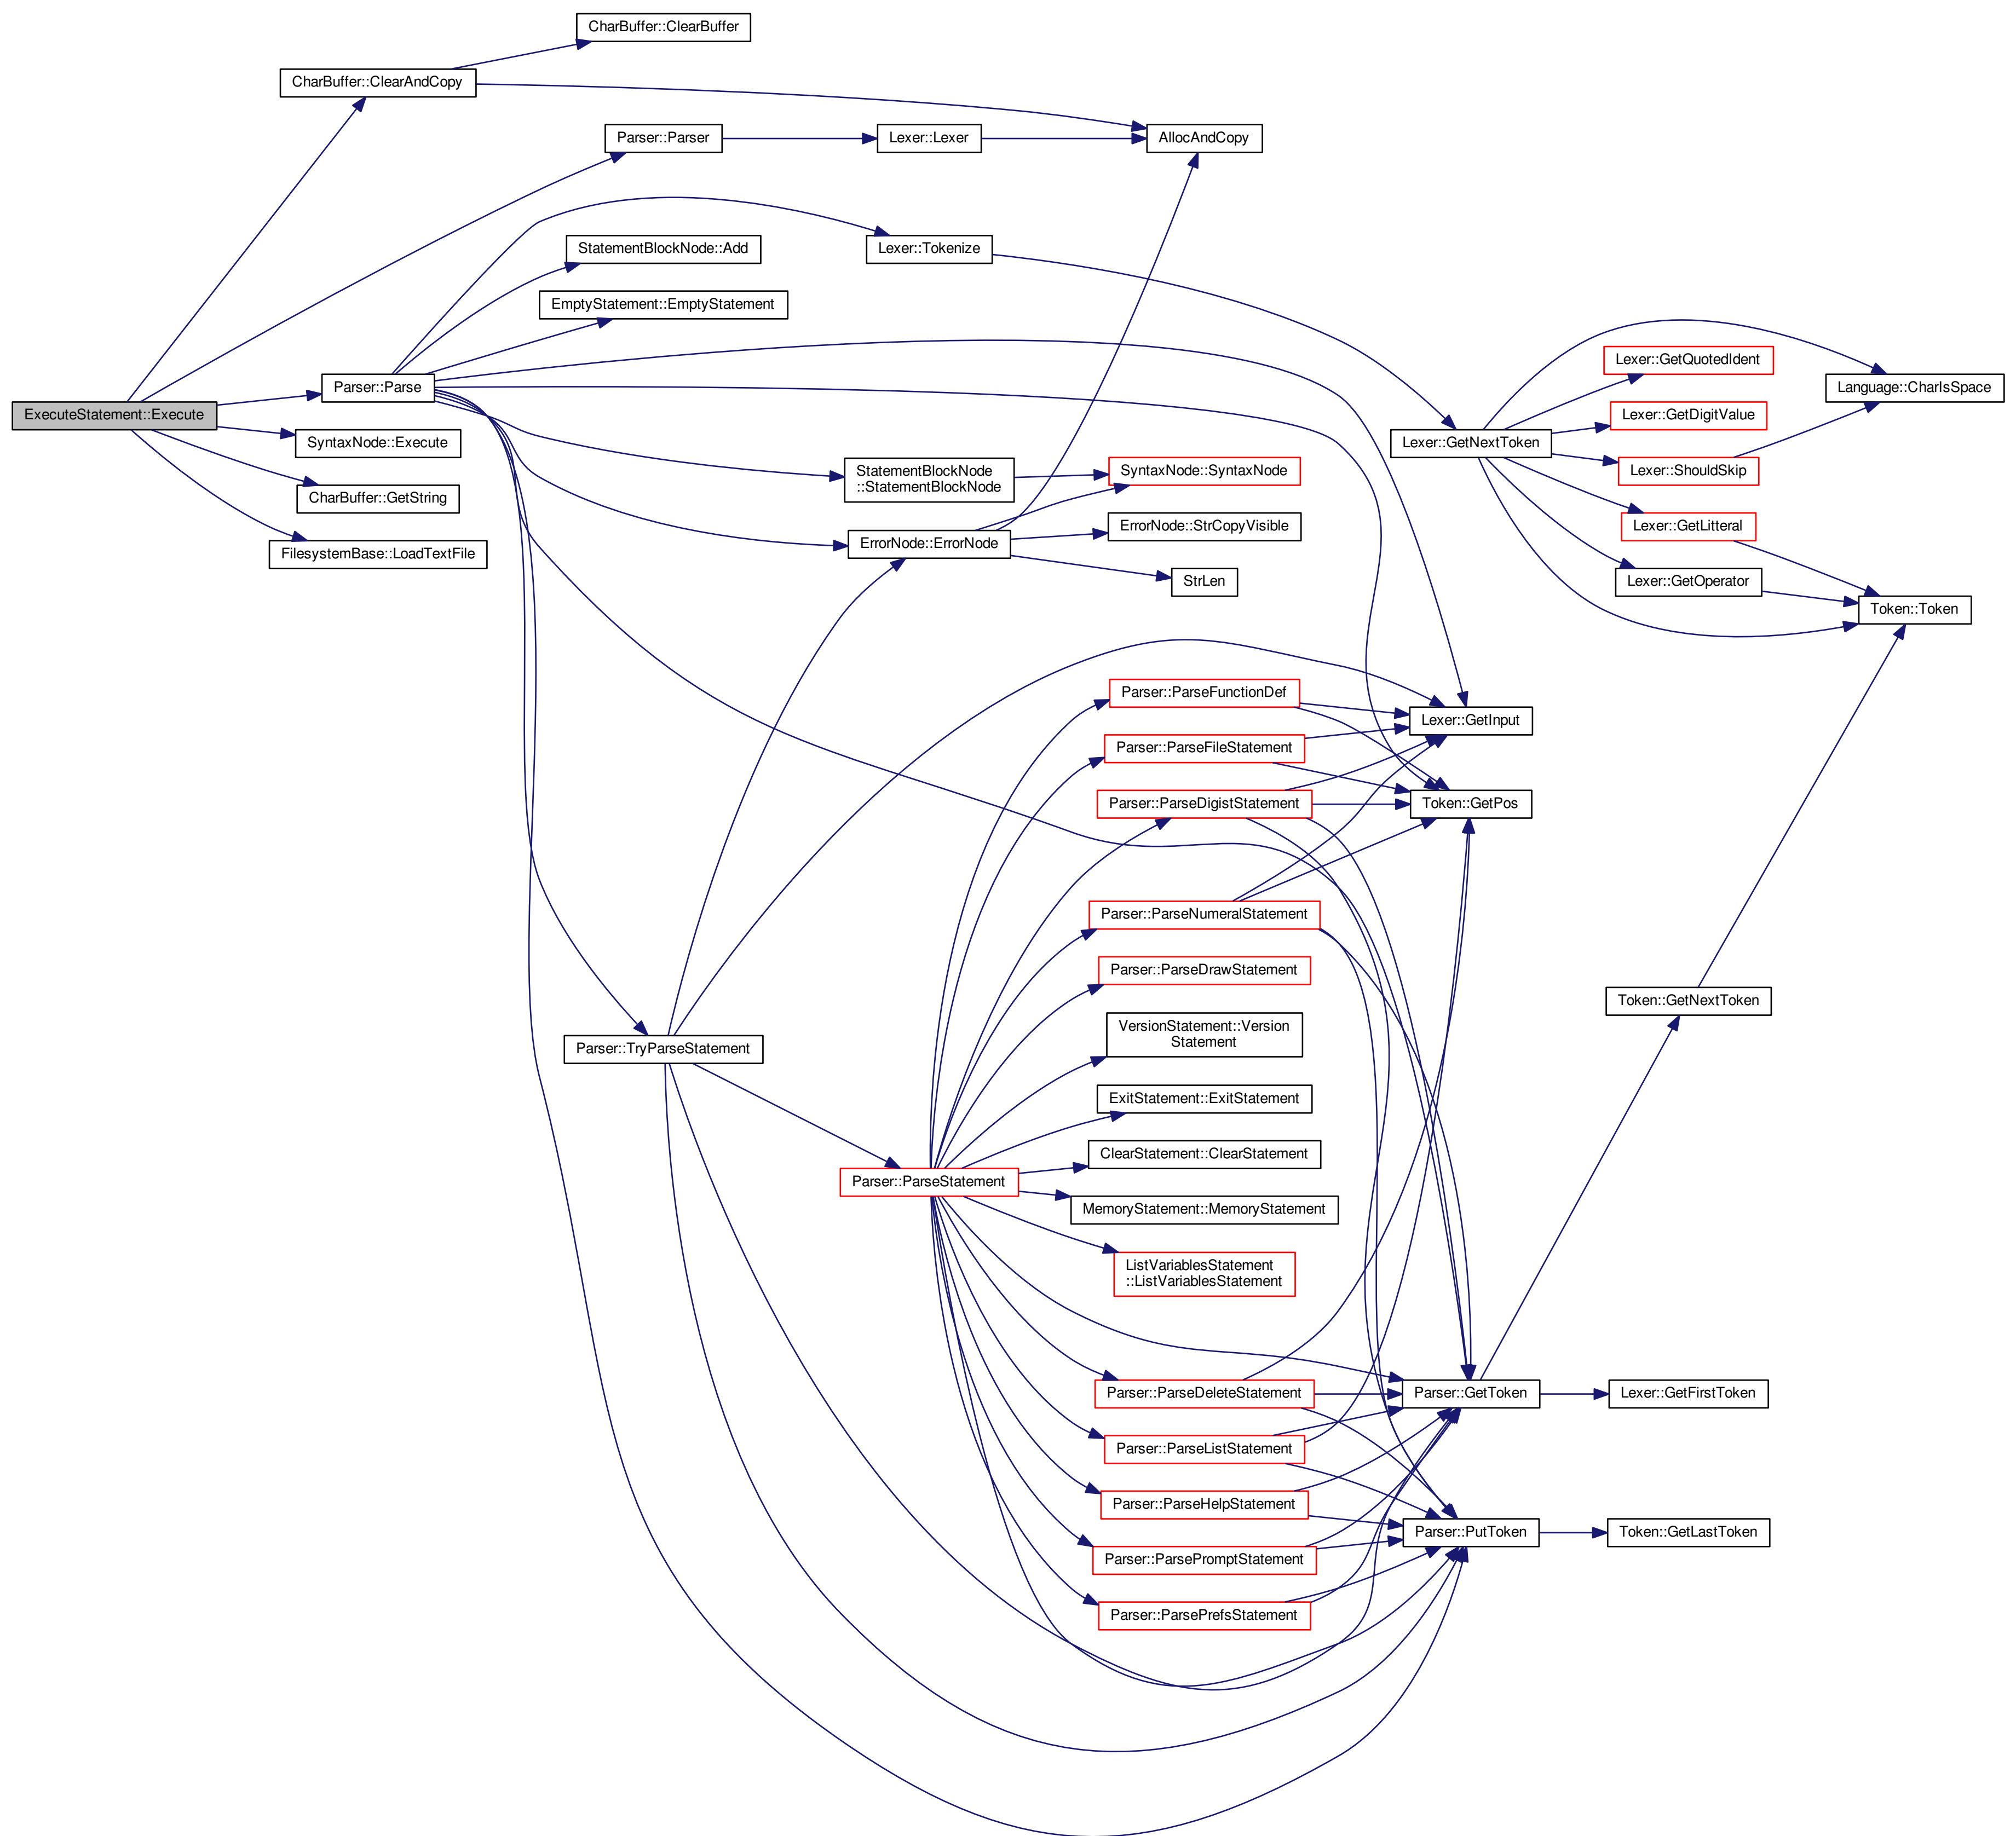 CharBuffer::ClearBuffer
CharBuffer::ClearAndCopy
Parser::Parser
Lexer::Lexer
AllocAndCopy
StatementBlockNode::Add
Lexer::Tokenize
EmptyStatement::EmptyStatement
Lexer::GetQuotedIdent
Parser::Parse
Language::CharIsSpace
ExecuteStatement::Execute
Lexer::GetDigitValue
SyntaxNode::Execute
Lexer::GetNextToken
StatementBlockNode
::StatementBlockNode
SyntaxNode::SyntaxNode
Lexer::ShouldSkip
CharBuffer::GetString
ErrorNode::StrCopyVisible
Lexer::GetLitteral
ErrorNode::ErrorNode
FilesystemBase::LoadTextFile
StrLen
Lexer::GetOperator
Token::Token
Parser::ParseFunctionDef
Lexer::GetInput
Parser::ParseFileStatement
Parser::ParseDigistStatement
Token::GetPos
Parser::ParseNumeralStatement
Parser::ParseDrawStatement
Token::GetNextToken
VersionStatement::Version
Statement
Parser::TryParseStatement
ExitStatement::ExitStatement
ClearStatement::ClearStatement
Parser::ParseStatement
MemoryStatement::MemoryStatement
ListVariablesStatement
::ListVariablesStatement
Parser::ParseDeleteStatement
Parser::GetToken
Lexer::GetFirstToken
Parser::ParseListStatement
Parser::ParseHelpStatement
Parser::PutToken
Token::GetLastToken
Parser::ParsePromptStatement
Parser::ParsePrefsStatement